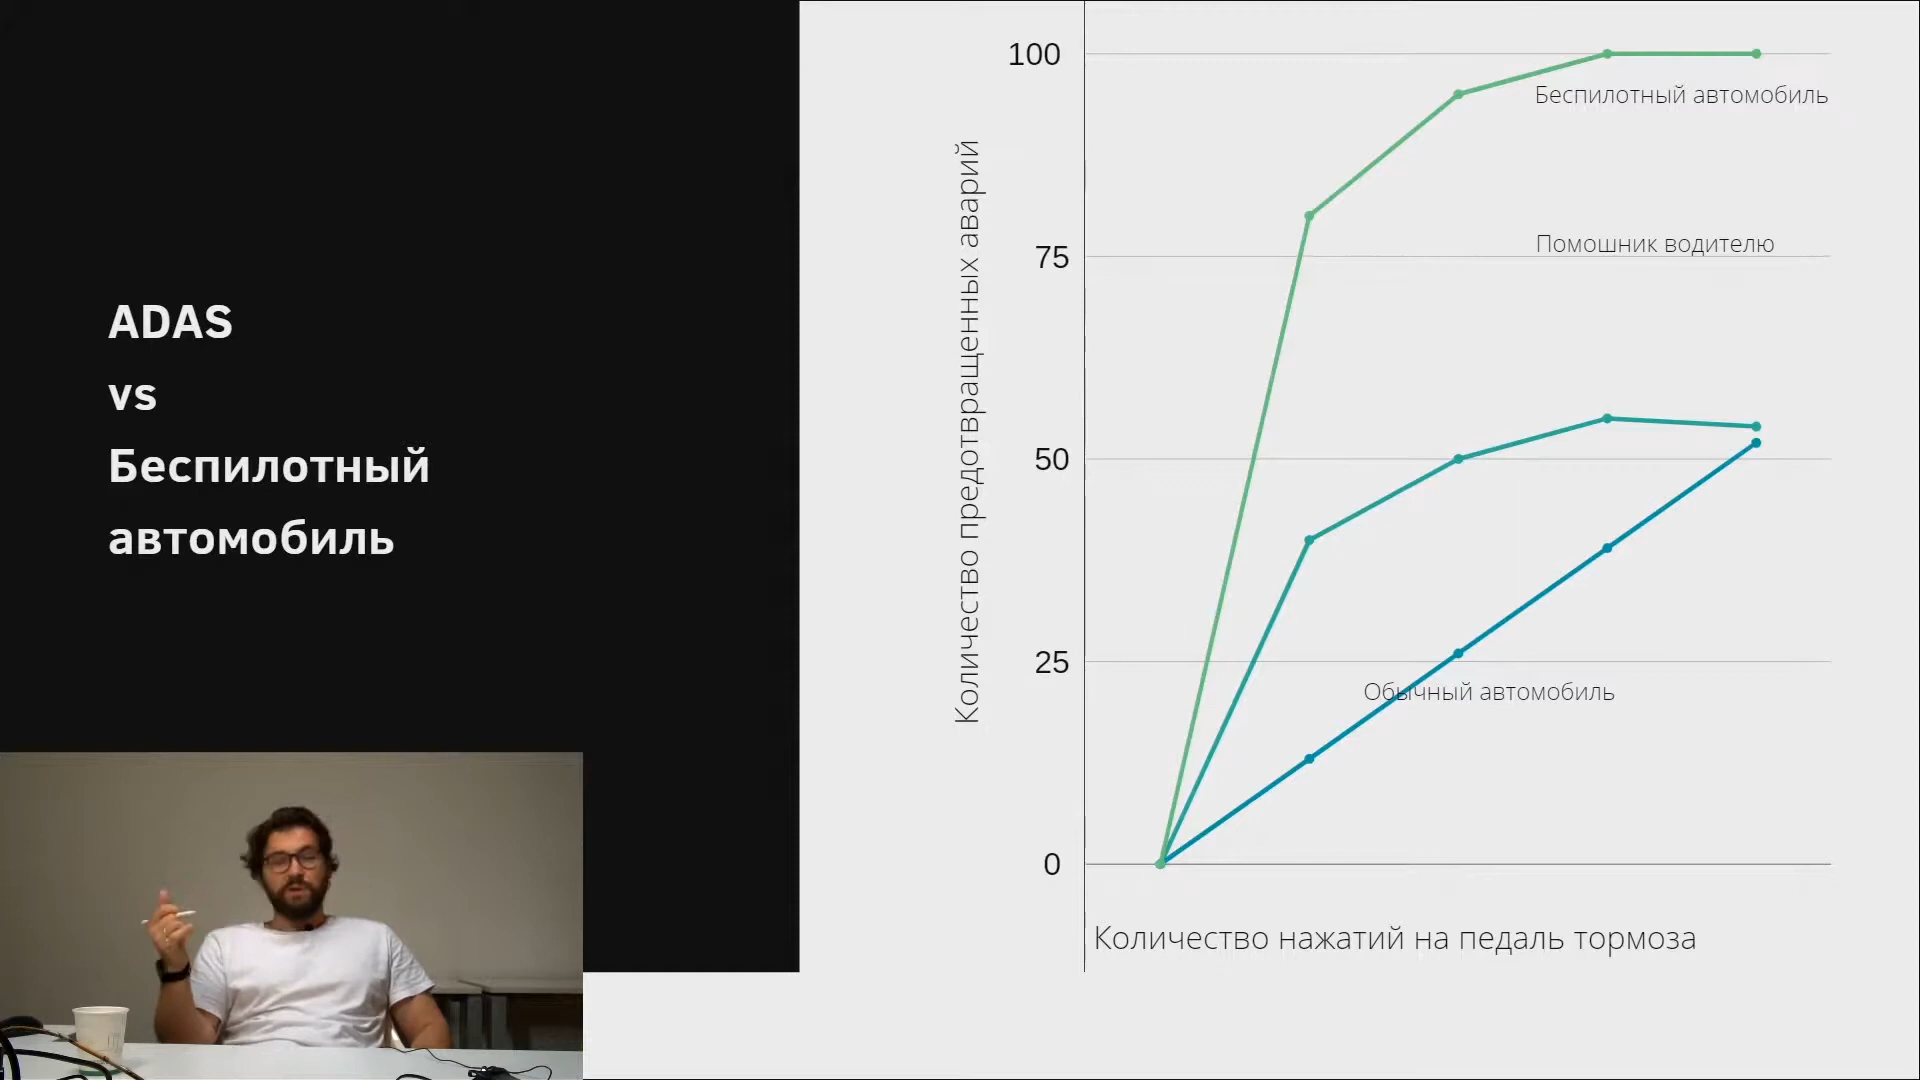 ADAS
vs
Беспилотный
автомобиль
Количество предотвращенных аварий
100
75
50
25
0
Беспилотный автомобиль
Помошник водителю
Обычный автомобиль
Количество нажатий на педаль тормоза